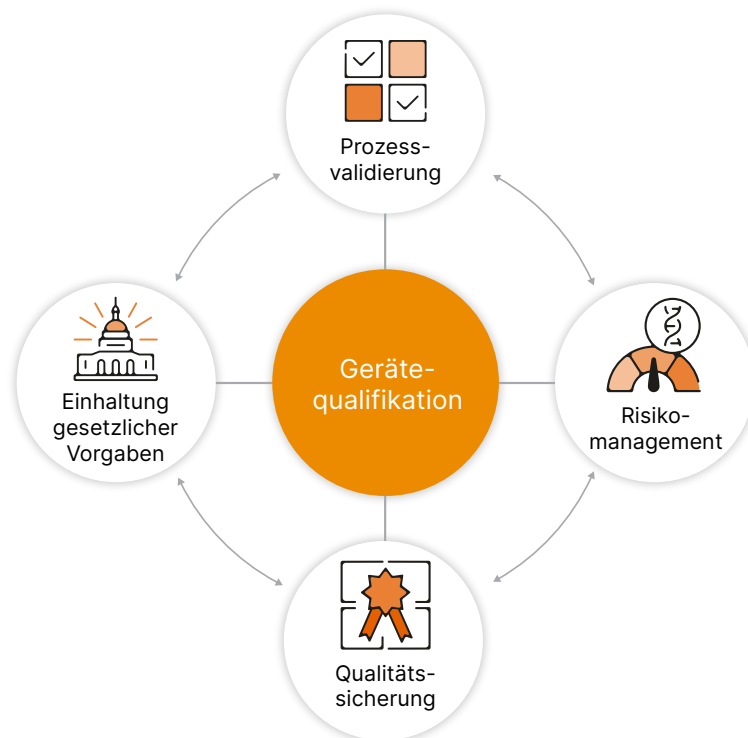 Prozess-
validierung
Geräte-
qualifikation
Einhaltung
gesetzlicher
Vorgaben
Risiko-
management
Qualitäts-
sicherung